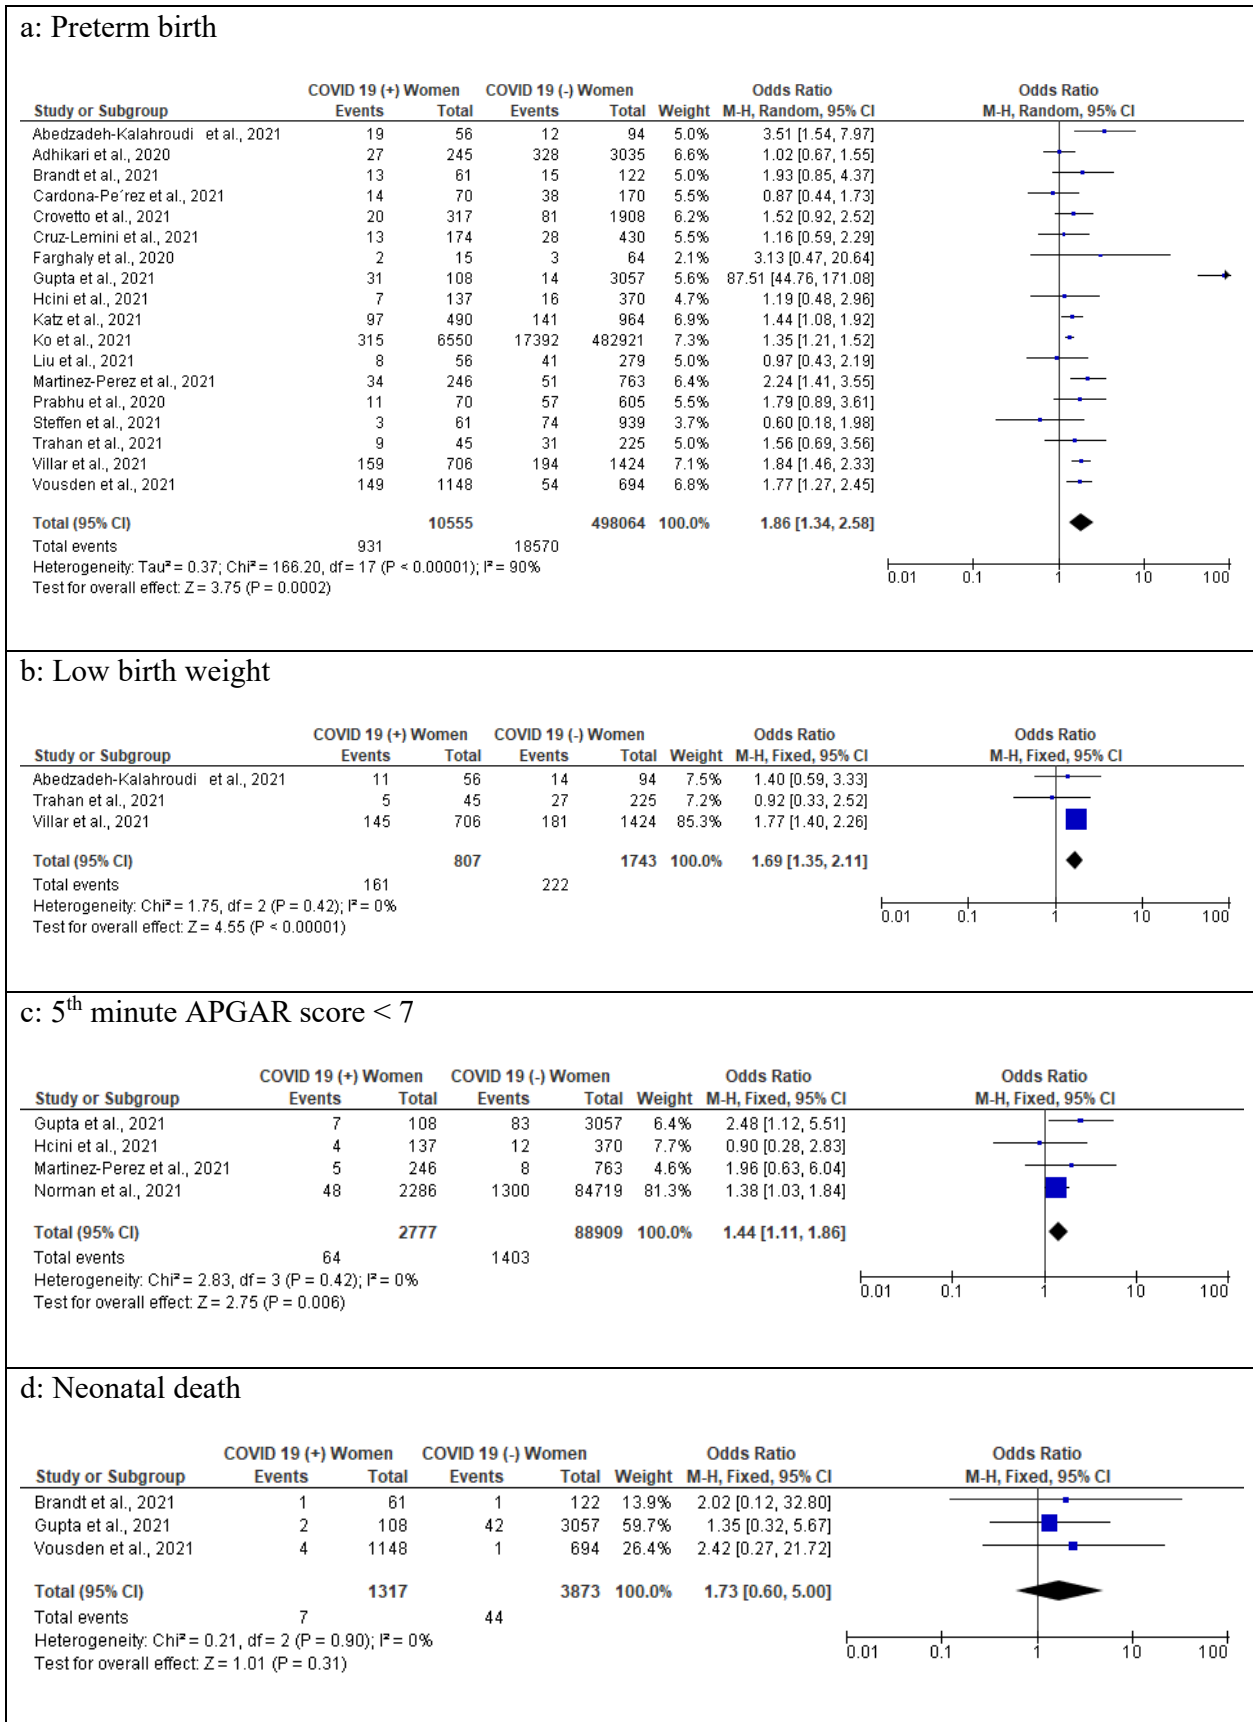 a: Preterm birth
COVID 19 (+) Women COVID 19 (-) Women Odds Ratio Odds Ratio
Study or Subgroup Events Total Events Total Weight M-H, Random, 95% CI M-H, Random, 95% CI
Abedzadeh-Kalahroudi et al., 2021 19 56 12 94 5.0% 3.51 [1.54, 7.97]
Adhikari et al., 2020 27 245 328 3035 6.6% 1.02 [0.67, 1.55]
Brandt et al., 2021 13 61 15 122 5.0% 1.93 [0.85, 4.37]
Cardona-Pe´rez et al., 2021 14 70 38 170 5.5% 0.87 [0.44, 1.73]
Crovetto et al., 2021 20 317 81 1908 6.2% 1.52 [0.92, 2.52]
Cruz-Lemini et al., 2021 13 174 28 430 5.5% 1.16 [0.59, 2.29]
Farghaly et al., 2020 2 15 3 64 2.1% 3.13 [0.47, 20.64]
Gupta et al., 2021 31 108 14 3057 5.6% 87.51 [44.76, 171.08]
Hcini et al., 2021 7 137 16 370 4.7% 1.19 [0.48, 2.96]
Katz et al., 2021 97 490 141 964 6.9% 1.44 [1.08, 1.92]
Ko et al., 2021 315 6550 17392 482921 7.3% 1.35 [1.21, 1.52]
Liu et al., 2021 8 56 41 279 5.0% 0.97 [0.43, 2.19]
Martinez-Perez et al., 2021 34 246 51 763 6.4% 2.24 [1.41, 3.55]
Prabhu et al., 2020 11 70 57 605 5.5% 1.79 [0.89, 3.61]
Steffen et al., 2021 3 61 74 939 3.7% 0.60 [0.18, 1.98]
Trahan et al., 2021 9 45 31 225 5.0% 1.56 [0.69, 3.56]
Villar et al., 2021 159 706 194 1424 7.1% 1.84 [1.46, 2.33]
Vousden et al., 2021 149 1148 54 694 6.8% 1.77 [1.27, 2.45]
Total (95% CI) 10555 498064 100.0% 1.86 [1.34, 2.58]
Total events 931 18570
Heterogeneity: Tau² = 0.37; Chi² = 166.20, df = 17 (P < 0.00001); I² = 90%
Test for overall effect: Z = 3.75 (P = 0.0002)
0.01 0.1 1 10 100
b: Low birth weight
COVID 19 (+) Women COVID 19 (-) Women Odds Ratio Odds Ratio
Study or Subgroup Events Total Events Total Weight M-H, Fixed, 95% CI M-H, Fixed, 95% CI
Abedzadeh-Kalahroudi et al., 2021 11 56 14 94 7.5% 1.40 [0.59, 3.33]
Trahan et al., 2021 5 45 27 225 7.2% 0.92 [0.33, 2.52]
Villar et al., 2021 145 706 181 1424 85.3% 1.77 [1.40, 2.26]
Total (95% CI) 807 1743 100.0% 1.69 [1.35, 2.11]
Total events 161 222
Heterogeneity: Chi² = 1.75, df = 2 (P = 0.42); I² = 0%
Test for overall effect: Z = 4.55 (P < 0.00001)
0.01 0.1 1 10 100
c: 5th minute APGAR score < 7
COVID 19 (+) Women COVID 19 (-) Women Odds Ratio Odds Ratio
Study or Subgroup Events Total Events Total Weight M-H, Fixed, 95% CI M-H, Fixed, 95% CI
Gupta et al., 2021 7 108 83 3057 6.4% 2.48 [1.12, 5.51]
Hcini et al., 2021 4 137 12 370 7.7% 0.90 [0.28, 2.83]
Martinez-Perez et al., 2021 5 246 8 763 4.6% 1.96 [0.63, 6.04]
Norman et al., 2021 48 2286 1300 84719 81.3% 1.38 [1.03, 1.84]
Total (95% CI) 2777 88909 100.0% 1.44 [1.11, 1.86]
Total events 64 1403
Heterogeneity: Chi² = 2.83, df = 3 (P = 0.42); I² = 0%
Test for overall effect: Z = 2.75 (P = 0.006)
0.01 0.1 1 10 100
d: Neonatal death
COVID 19 (+) Women COVID 19 (-) Women Odds Ratio Odds Ratio
Study or Subgroup Events Total Events Total Weight M-H, Fixed, 95% CI M-H, Fixed, 95% CI
Brandt et al., 2021 1 61 1 122 13.9% 2.02 [0.12, 32.80]
Gupta et al., 2021 2 108 42 3057 59.7% 1.35 [0.32, 5.67]
Vousden et al., 2021 4 1148 1 694 26.4% 2.42 [0.27, 21.72]
Total (95% CI) 1317 3873 100.0% 1.73 [0.60, 5.00]
Total events 7 44
Heterogeneity: Chi² = 0.21, df = 2 (P = 0.90); I² = 0%
Test for overall effect: Z = 1.01 (P = 0.31)
0.01 0.1 1 10 100